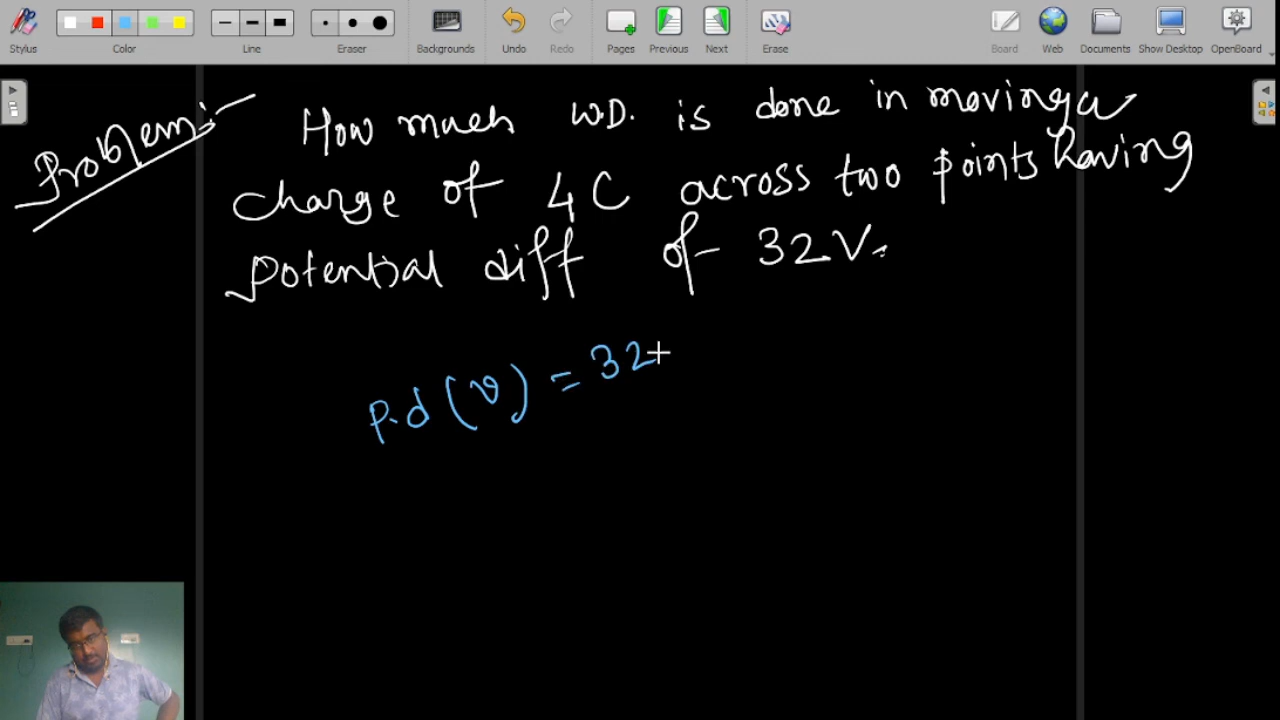 Stylus Color Line Eraser Backgrounds Undo Redo Pages Previous Next Erase Board Web Documents Show Desktop OpenBoard
Problem:-
How much W.D. is done in moving a
charge of 4C across two points having
potential diff of 32V.
P.d (v) = 32